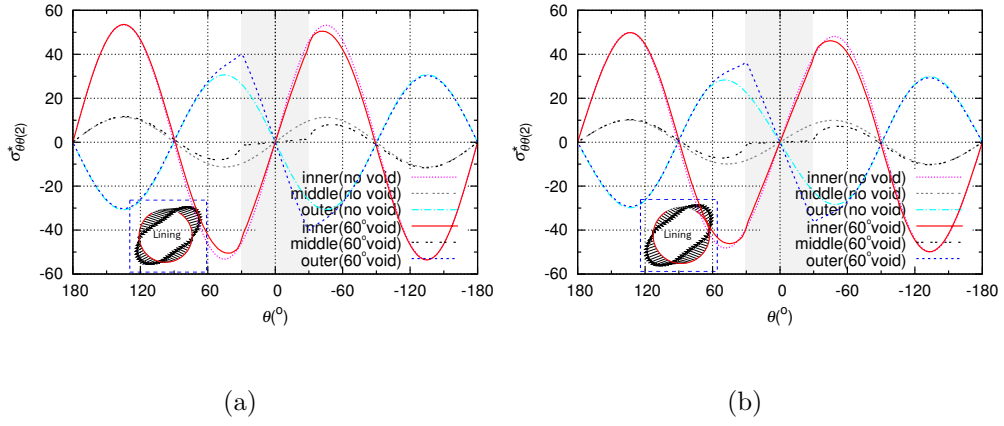 60
40
20
0
-20
-40
-60
σ*θθ(2)
inner(no void)
middle(no void)
outer(no void)
inner(60°void)
middle(60°void)
outer(60°void)
Lining
180 120 60 0 -60 -120 -180
θ(°)
(a)
60
40
20
0
-20
-40
-60
σ*θθ(2)
inner(no void)
middle(no void)
outer(no void)
inner(60°void)
middle(60°void)
outer(60°void)
Lining
180 120 60 0 -60 -120 -180
θ(°)
(b)